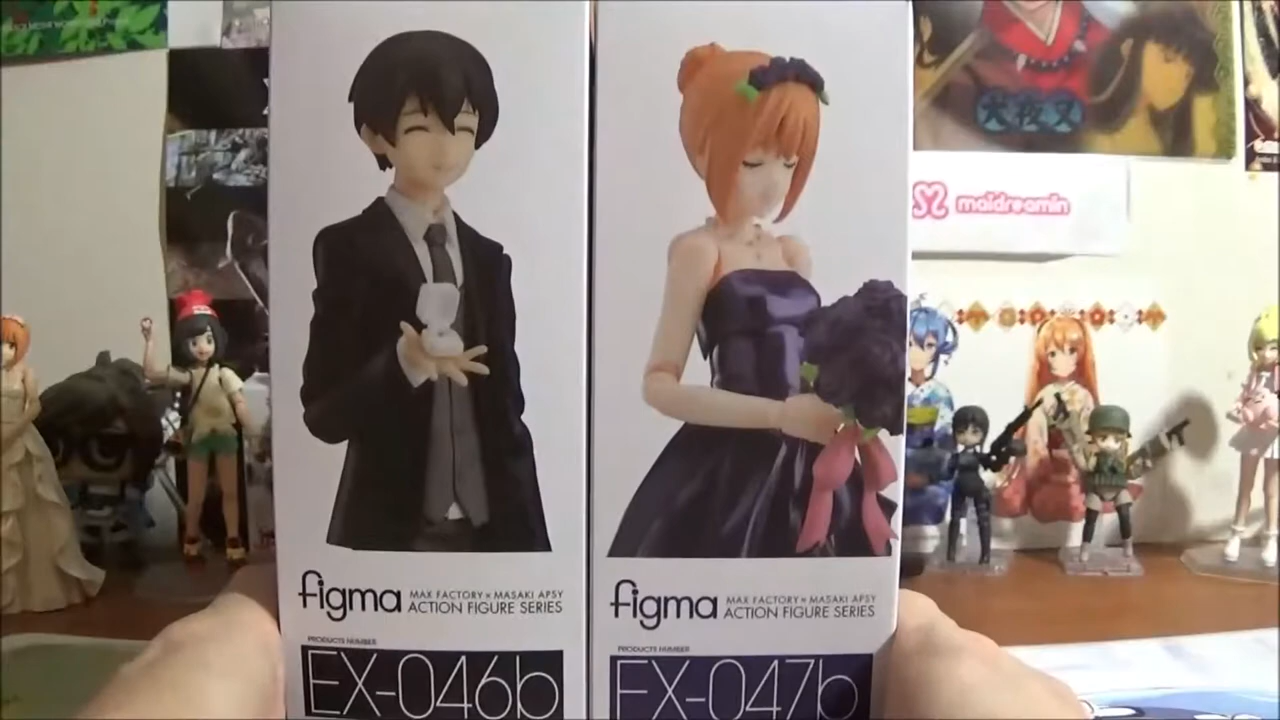 figma
MAX FACTORY × MASAKI APSY
ACTION FIGURE SERIES
PRODUCTS NUMBER
EX-046b
figma
MAX FACTORY × MASAKI APSY
ACTION FIGURE SERIES
PRODUCTS NUMBER
EX-047b
犬夜叉
maidreamin